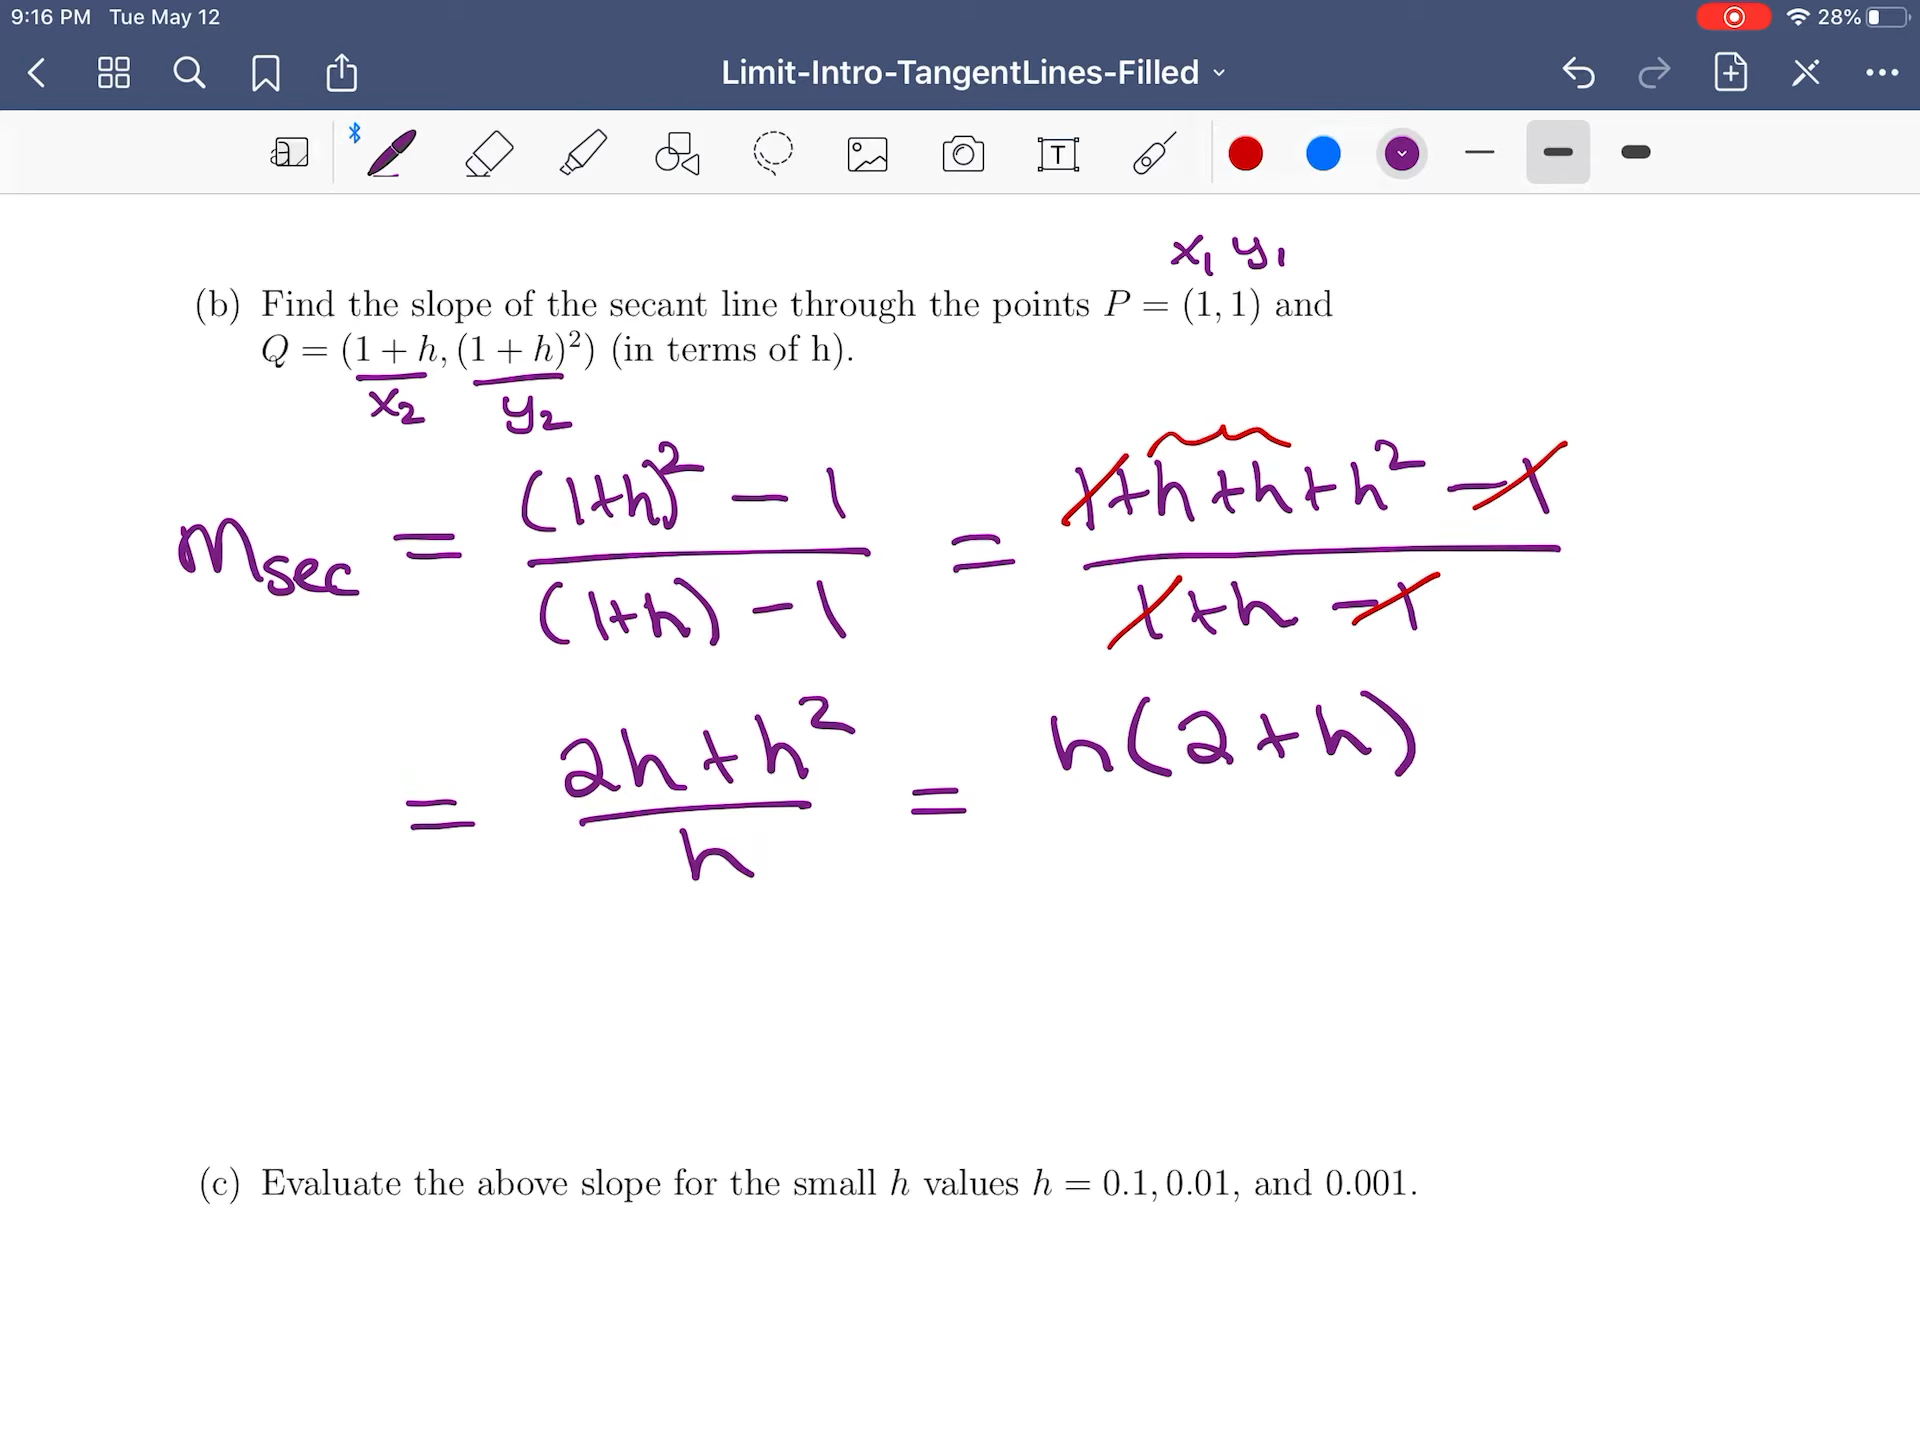 9:16 PM Tue May 12 28%
Limit-Intro-TangentLines-Filled
a T
x₁ y₁
(b) Find the slope of the secant line through the points P = (1, 1) and
Q = (1 + h, (1 + h)²) (in terms of h).
x₂ y₂
m_sec = ((1+h)² − 1)/((1+h) − 1) = (1+h+h+h² − 1)/(1+h − 1)
= (2h+h²)/h = h(2+h)
(c) Evaluate the above slope for the small h values h = 0.1, 0.01, and 0.001.